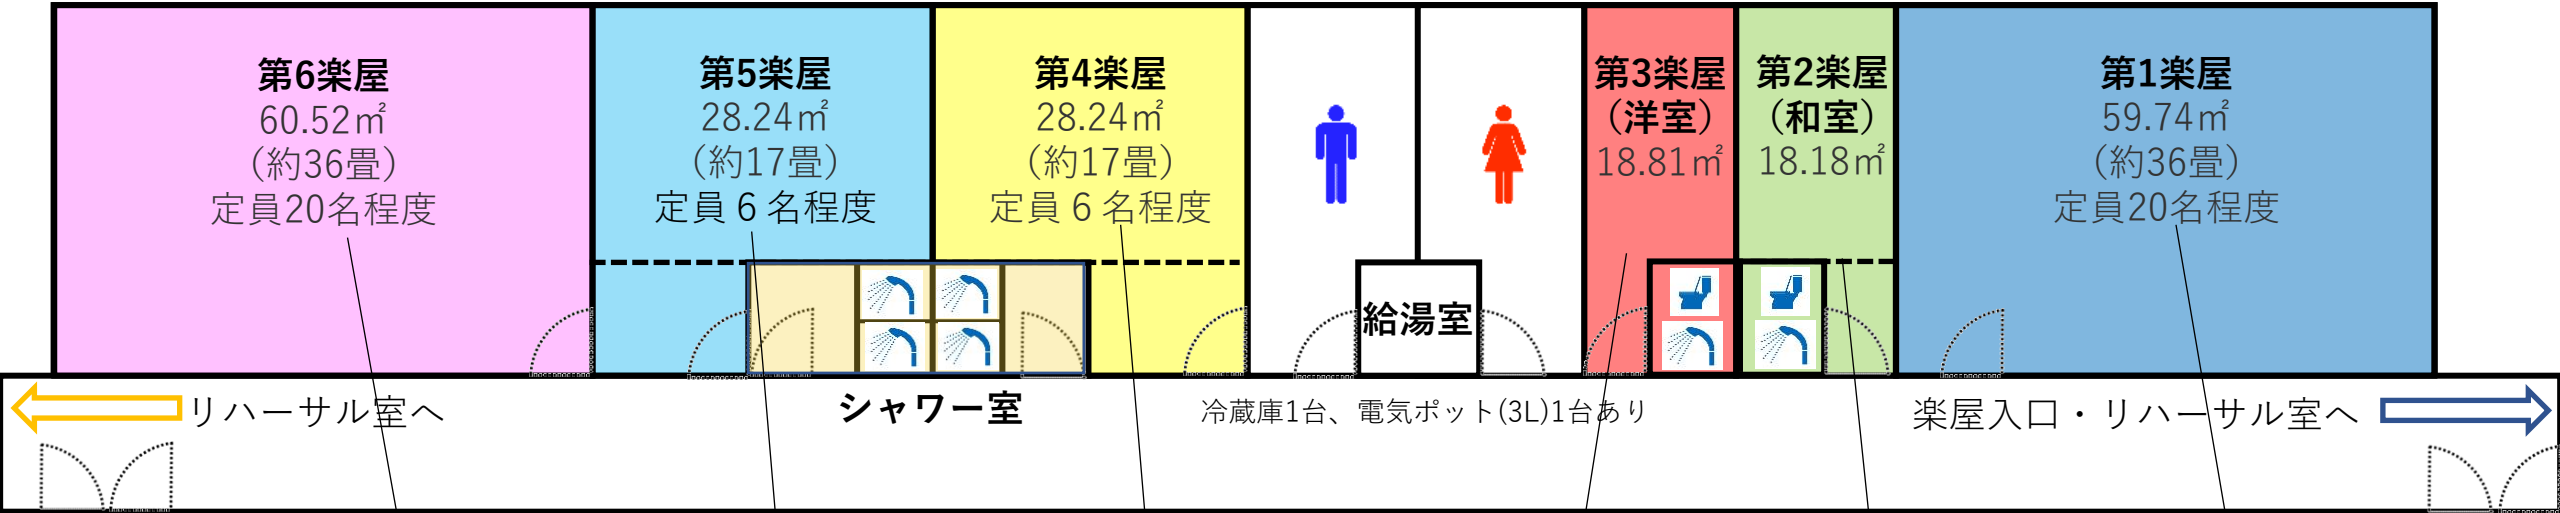 第6楽屋
60.52㎡
（約36畳）
定員20名程度
第5楽屋
28.24㎡
（約17畳）
定員６名程度
第4楽屋
28.24㎡
（約17畳）
定員６名程度
第3楽屋
（洋室）
18.81㎡
第2楽屋
（和室）
18.18㎡
第1楽屋
59.74㎡
（約36畳）
定員20名程度
給湯室
リハーサル室へ
シャワー室
冷蔵庫1台、電気ポット(3L)1台あり
楽屋入口・リハーサル室へ